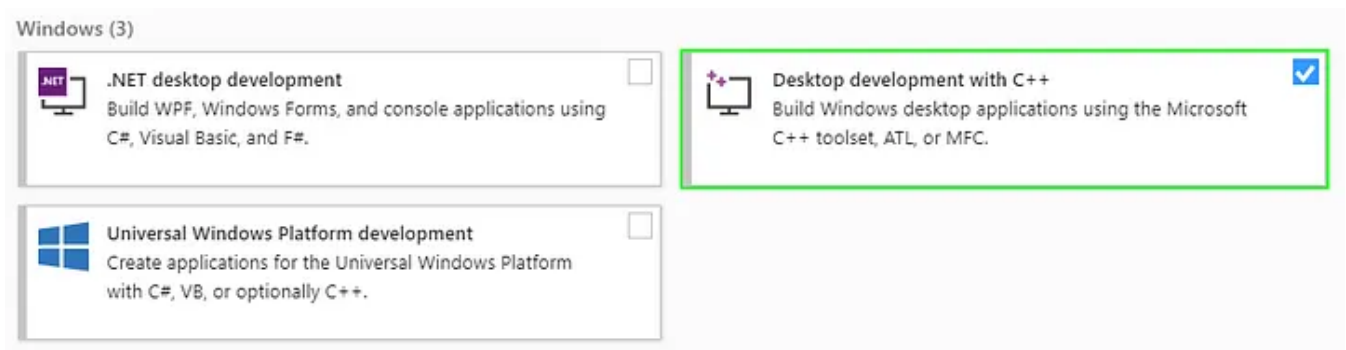 Windows (3)
.NET
.NET desktop development
Build WPF, Windows Forms, and console applications using
C#, Visual Basic, and F#.
Desktop development with C++
Build Windows desktop applications using the Microsoft
C++ toolset, ATL, or MFC.
Universal Windows Platform development
Create applications for the Universal Windows Platform
with C#, VB, or optionally C++.